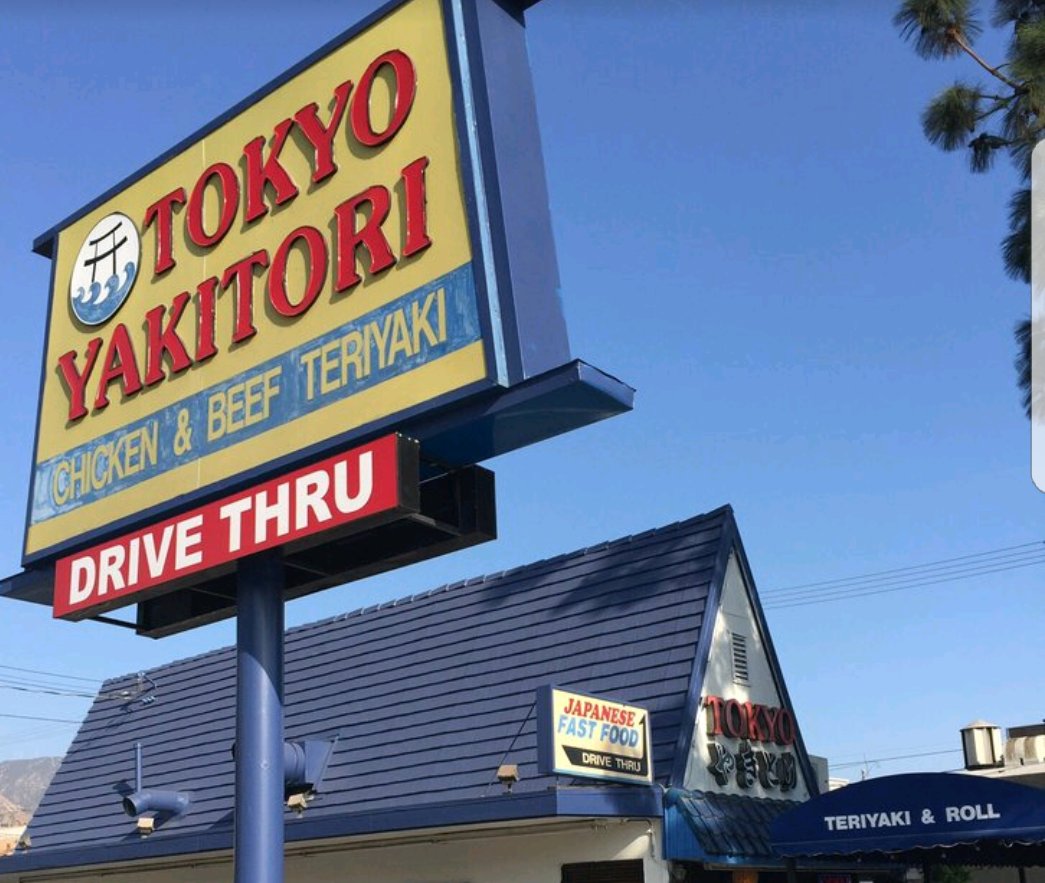 TOKYO
YAKITORI
CHICKEN & BEEF TERIYAKI
DRIVE THRU
JAPANESE
FAST FOOD
DRIVE THRU
TOKYO
やきとり
TERIYAKI & ROLL